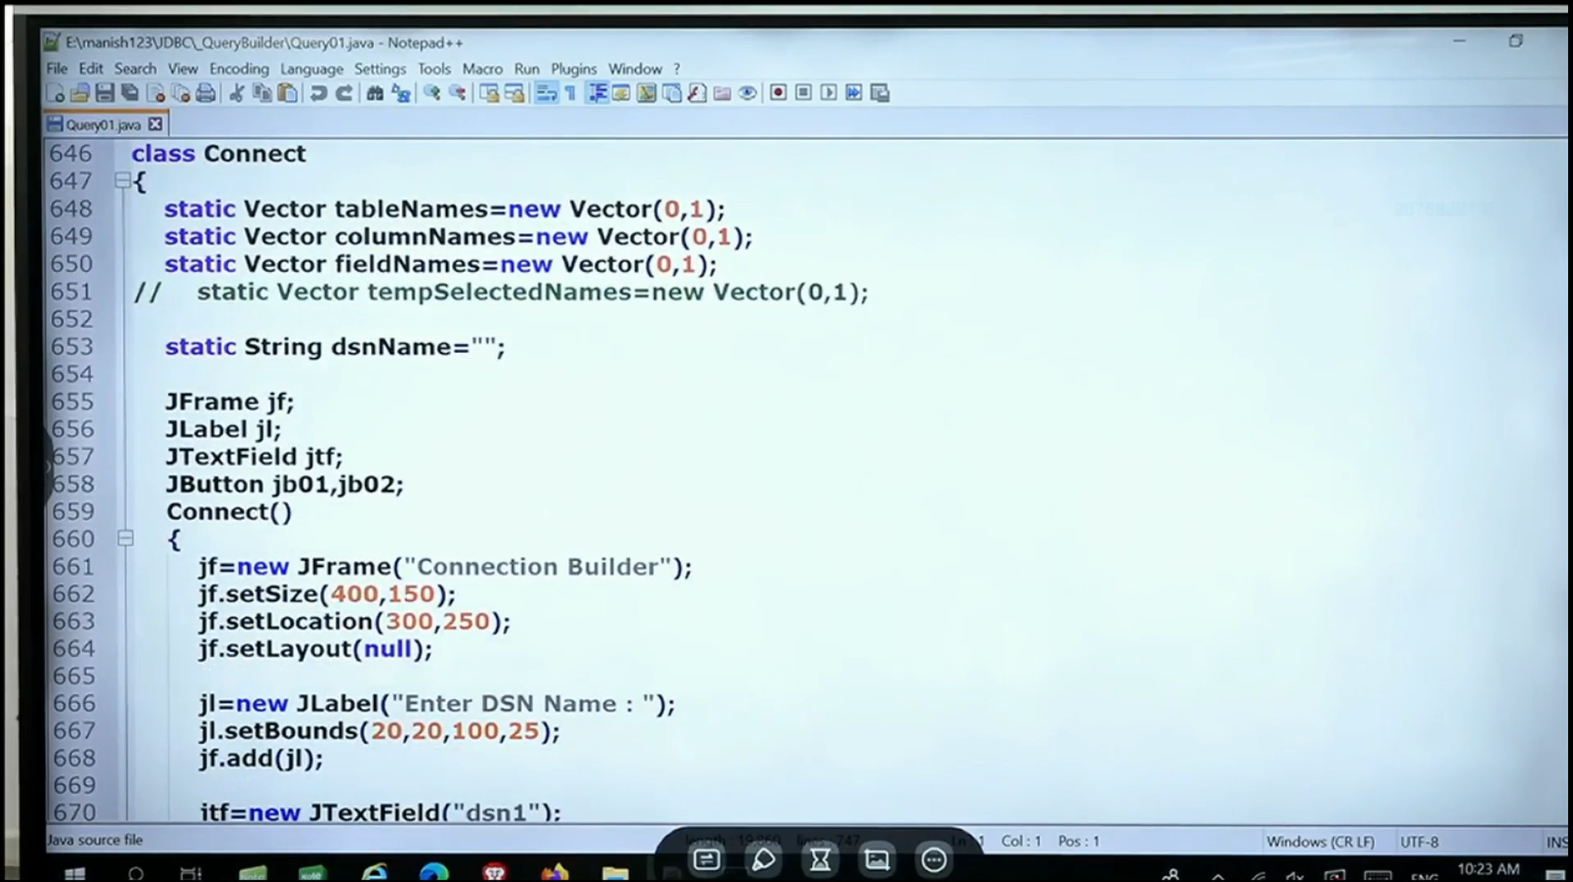 E:\manish123\JDBC\_QueryBuilder\Query01.java - Notepad++
File Edit Search View Encoding Language Settings Tools Macro Run Plugins Window ?
Query01.java
646 class Connect
647 {
648 static Vector tableNames=new Vector(0,1);
649 static Vector columnNames=new Vector(0,1);
650 static Vector fieldNames=new Vector(0,1);
651 // static Vector tempSelectedNames=new Vector(0,1);
652
653 static String dsnName="";
654
655 JFrame jf;
656 JLabel jl;
657 JTextField jtf;
658 JButton jb01,jb02;
659 Connect()
660 {
661 jf=new JFrame("Connection Builder");
662 jf.setSize(400,150);
663 jf.setLocation(300,250);
664 jf.setLayout(null);
665
666 jl=new JLabel("Enter DSN Name : ");
667 jl.setBounds(20,20,100,25);
668 jf.add(jl);
669
670 jtf=new JTextField("dsn1");
Java source file Col : 1 Pos : 1 Windows (CR LF) UTF-8 INS
ENG 10:23 AM